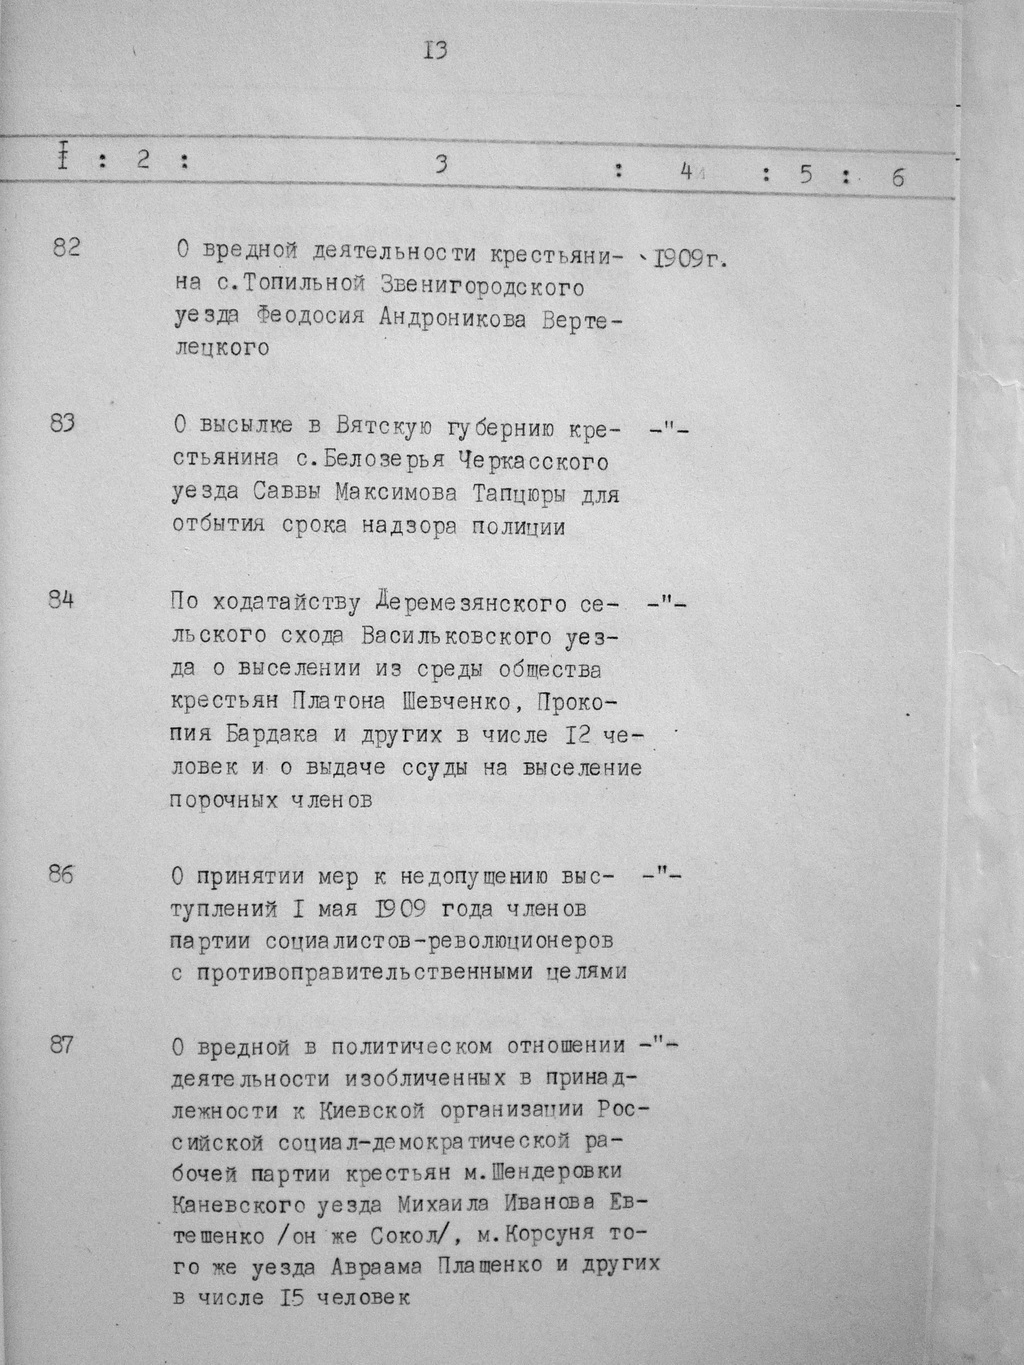 13
I : 2 : 3 : 4 : 5 : 6
82 О вредной деятельности крестьяни- 1909г.
на с.Топильной Звенигородского
уезда Феодосия Андроникова Верте-
лецкого
83 О высылке в Вятскую губернию кре- -"-
стьянина с.Белозерья Черкасского
уезда Саввы Максимова Тапцюры для
отбытия срока надзора полиции
84 По ходатайству Деремезянского се- -"-
льского схода Васильковского уез-
да о выселении из среды общества
крестьян Платона Шевченко, Проко-
пия Бардака и других в числе 12 че-
ловек и о выдаче ссуды на выселение
порочных членов
86 О принятии мер к недопущению выс- -"-
туплений I мая 1909 года членов
партии социалистов-революционеров
с противоправительственными целями
87 О вредной в политическом отношении -"-
деятельности изобличенных в принад-
лежности к Киевской организации Рос-
сийской социал-демократической ра-
бочей партии крестьян м.Шендеровки
Каневского уезда Михаила Иванова Ев-
тешенко /он же Сокол/, м.Корсуня то-
го же уезда Авраама Плащенко и других
в числе 15 человек